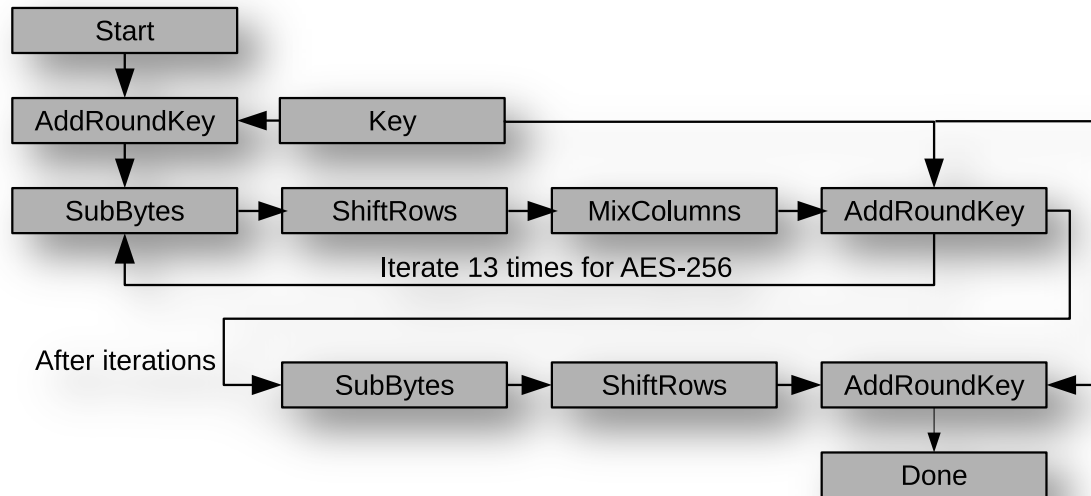 Start
AddRoundKey
Key
SubBytes
ShiftRows
MixColumns
AddRoundKey
Iterate 13 times for AES-256
After iterations
SubBytes
ShiftRows
AddRoundKey
Done